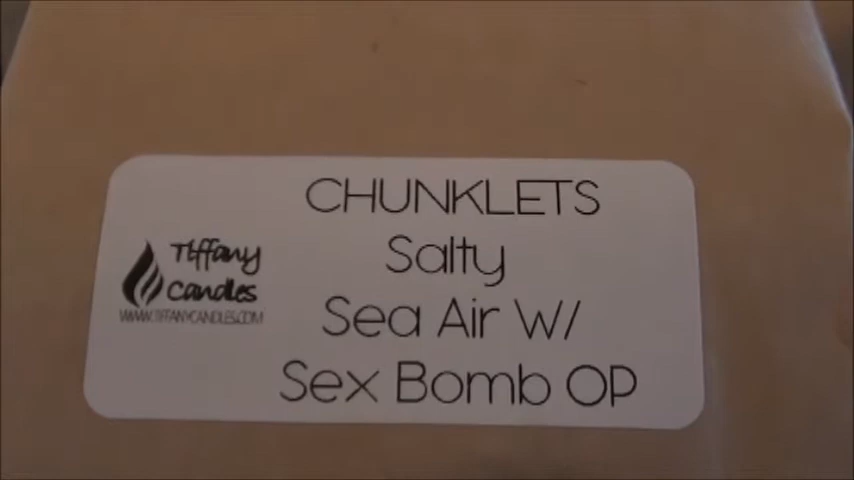 CHUNKLETS
Salty
Sea Air W/
Sex Bomb OP
Tiffany
Candles
WWW.TIFFANYCANDLES.COM